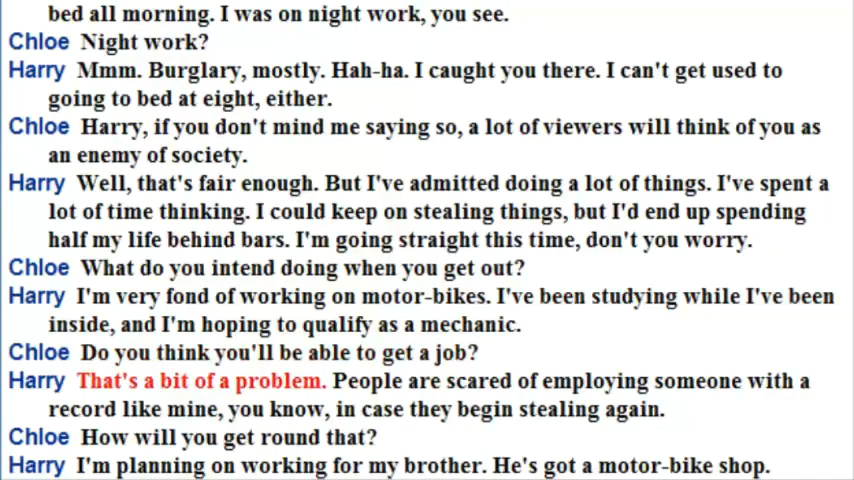 bed all morning. I was on night work, you see.
Chloe Night work?
Harry Mmm. Burglary, mostly. Hah-ha. I caught you there. I can't get used to
going to bed at eight, either.
Chloe Harry, if you don't mind me saying so, a lot of viewers will think of you as
an enemy of society.
Harry Well, that's fair enough. But I've admitted doing a lot of things. I've spent a
lot of time thinking. I could keep on stealing things, but I'd end up spending
half my life behind bars. I'm going straight this time, don't you worry.
Chloe What do you intend doing when you get out?
Harry I'm very fond of working on motor-bikes. I've been studying while I've been
inside, and I'm hoping to qualify as a mechanic.
Chloe Do you think you'll be able to get a job?
Harry That's a bit of a problem. People are scared of employing someone with a
record like mine, you know, in case they begin stealing again.
Chloe How will you get round that?
Harry I'm planning on working for my brother. He's got a motor-bike shop.